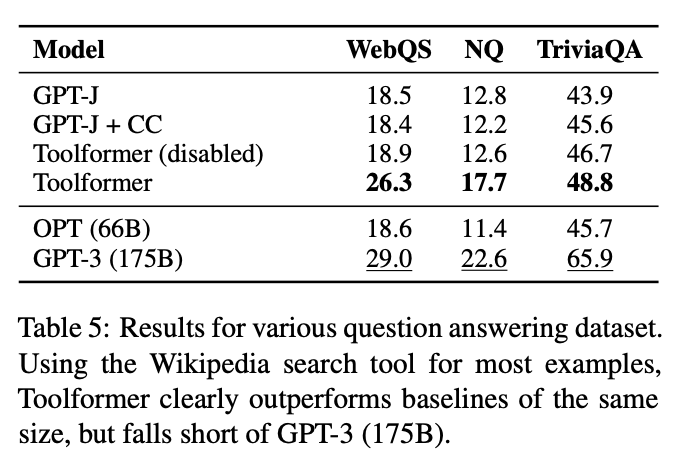 Model WebQS NQ TriviaQA
GPT-J 18.5 12.8 43.9
GPT-J + CC 18.4 12.2 45.6
Toolformer (disabled) 18.9 12.6 46.7
Toolformer 26.3 17.7 48.8
OPT (66B) 18.6 11.4 45.7
GPT-3 (175B) 29.0 22.6 65.9
Table 5: Results for various question answering dataset.
Using the Wikipedia search tool for most examples,
Toolformer clearly outperforms baselines of the same
size, but falls short of GPT-3 (175B).